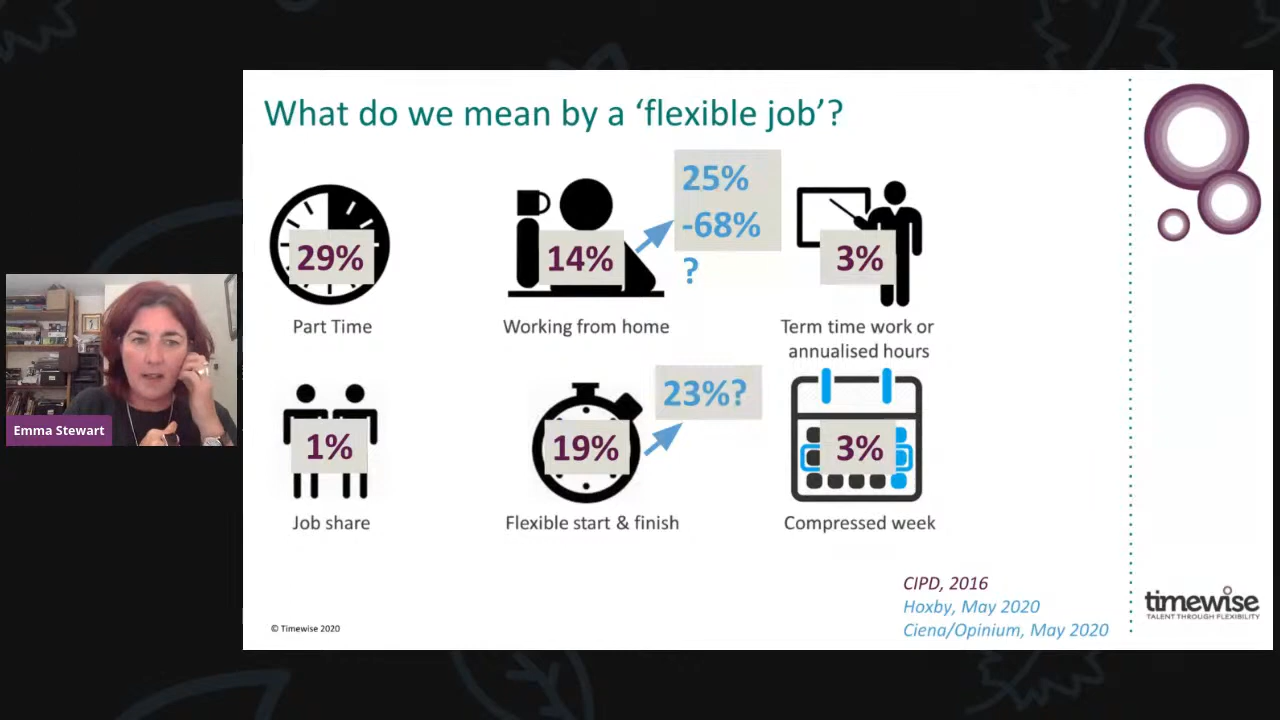 What do we mean by a ‘flexible job’?
25%
-68%
?
29%
14%
3%
Part Time
Working from home
Term time work or
annualised hours
23%?
1%
19%
3%
Job share
Flexible start & finish
Compressed week
Emma Stewart
CIPD, 2016
Hoxby, May 2020
Ciena/Opinium, May 2020
© Timewise 2020
timewise
TALENT THROUGH FLEXIBILITY